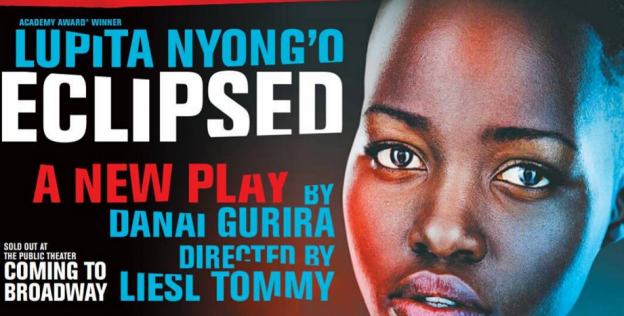 ACADEMY AWARD® WINNER
LUPITA NYONG'O
ECLIPSED
A NEW PLAY BY
DANAI GURIRA
DIRECTED BY
LIESL TOMMY
SOLD OUT AT
THE PUBLIC THEATER
COMING TO
BROADWAY